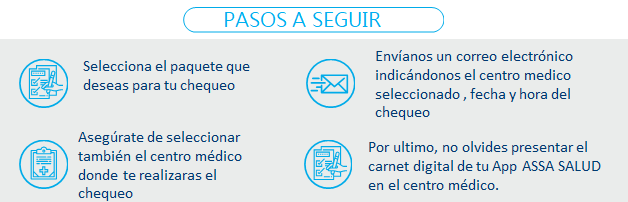 PASOS A SEGUIR
Selecciona el paquete que
deseas para tu chequeo
Asegúrate de seleccionar
también el centro médico
donde te realizaras el
chequeo
Envíanos un correo electrónico
indicándonos el centro medico
seleccionado , fecha y hora del
chequeo
Por ultimo, no olvides presentar el
carnet digital de tu App ASSA SALUD
en el centro médico.